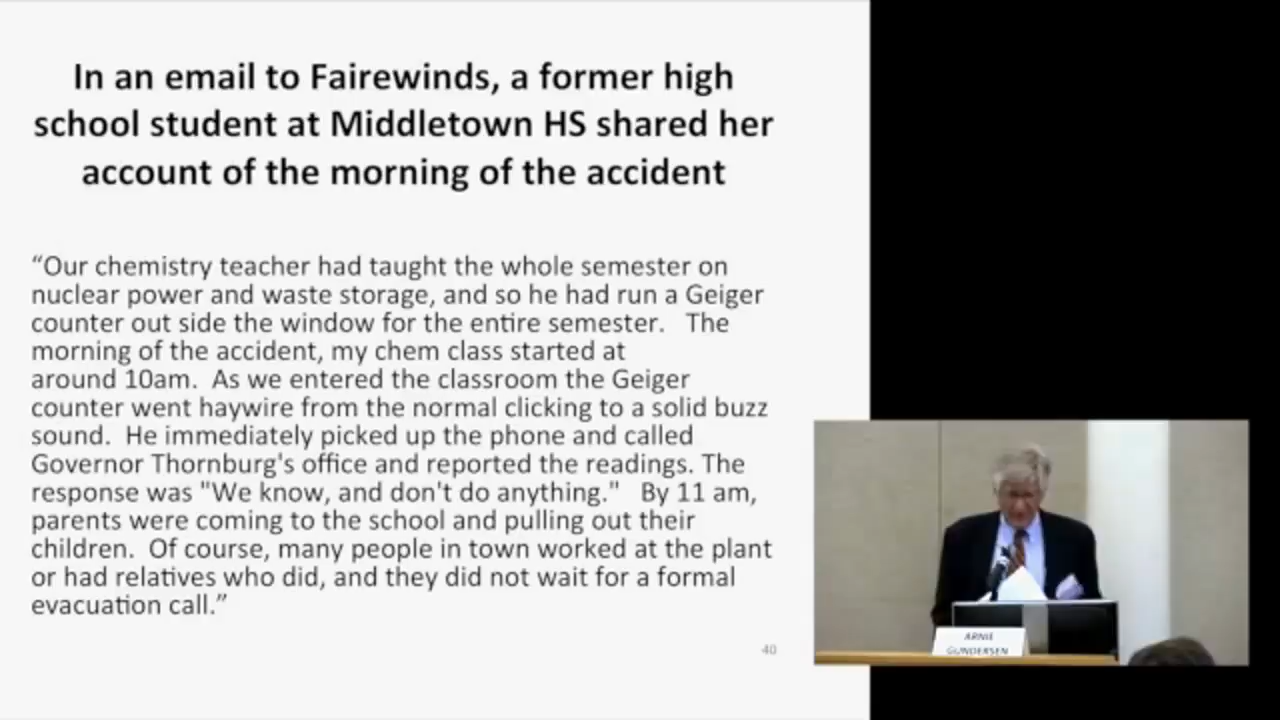 In an email to Fairewinds, a former high
school student at Middletown HS shared her
account of the morning of the accident
“Our chemistry teacher had taught the whole semester on
nuclear power and waste storage, and so he had run a Geiger
counter out side the window for the entire semester.   The
morning of the accident, my chem class started at
around 10am.  As we entered the classroom the Geiger
counter went haywire from the normal clicking to a solid buzz
sound.  He immediately picked up the phone and called
Governor Thornburg's office and reported the readings. The
response was "We know, and don't do anything."   By 11 am,
parents were coming to the school and pulling out their
children.  Of course, many people in town worked at the plant
or had relatives who did, and they did not wait for a formal
evacuation call.”
40
ARNIE
GUNDERSEN